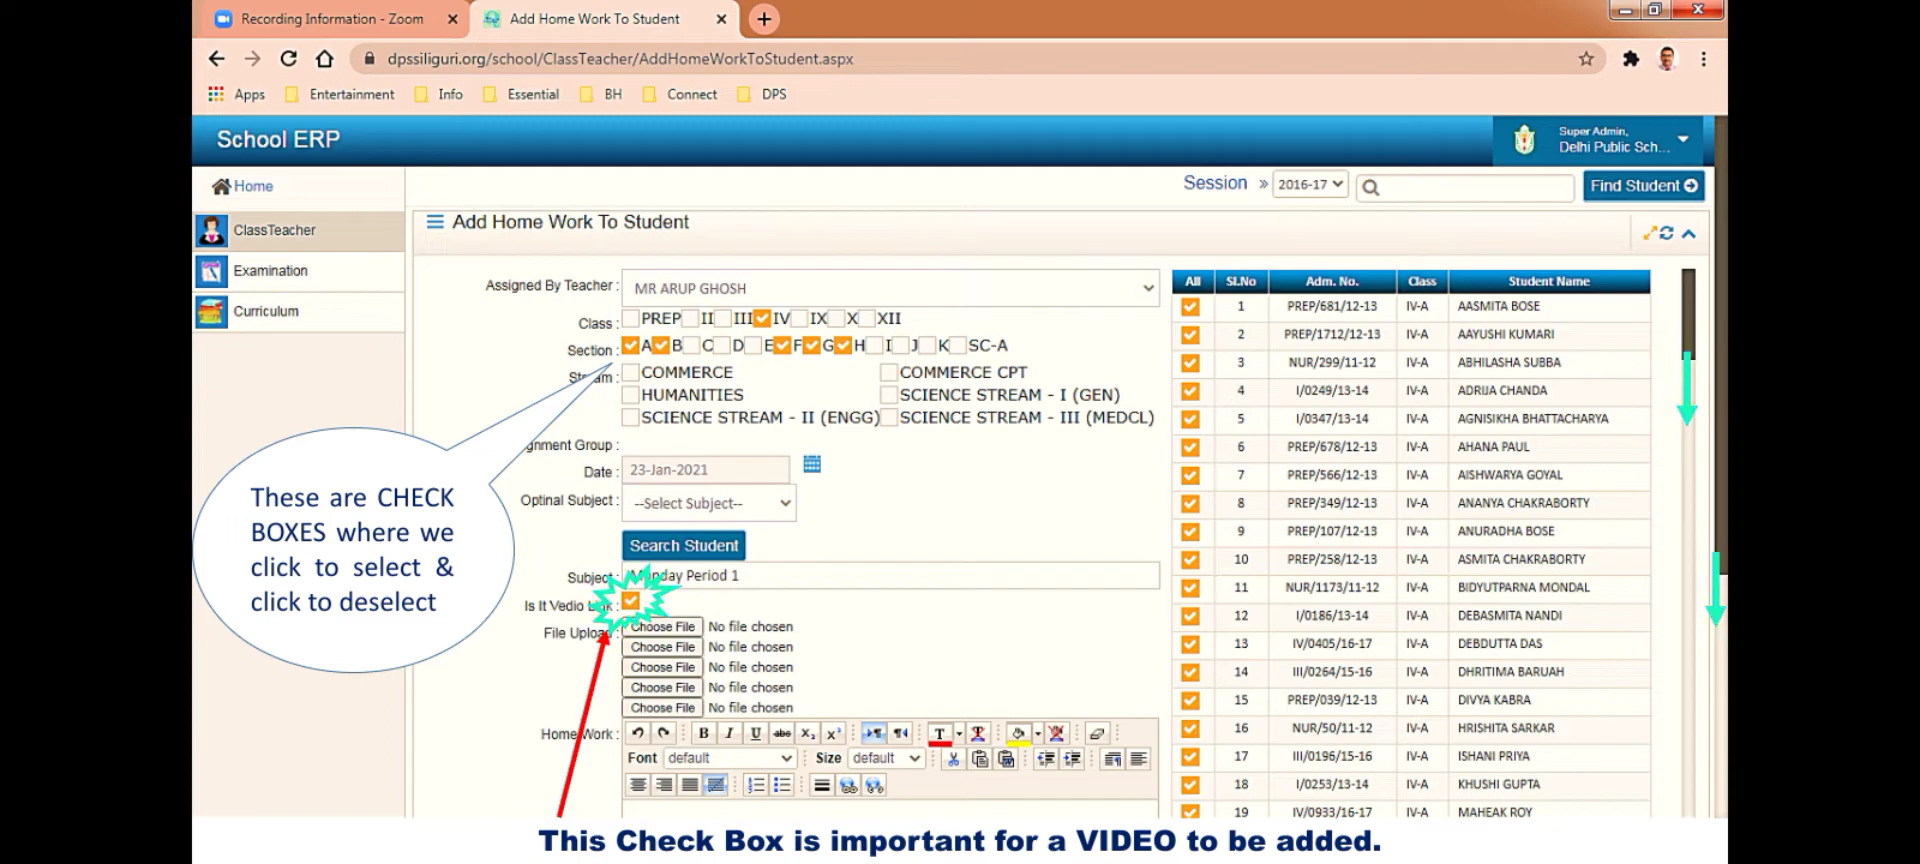 Recording Information - Zoom
Add Home Work To Student
dpssiliguri.org/school/ClassTeacher/AddHomeWorkToStudent.aspx
Apps Entertainment Info Essential BH Connect DPS
School ERP
Super Admin,
Delhi Public Sch...
Home
Session » 2016-17 Find Student
ClassTeacher
Examination
Curriculum
Add Home Work To Student
Assigned By Teacher : MR ARUP GHOSH
Class : PREP II III IV IX X XII
Section : A B C D E F G H I J K SC-A
Stream : COMMERCE COMMERCE CPT
HUMANITIES SCIENCE STREAM - I (GEN)
SCIENCE STREAM - II (ENGG) SCIENCE STREAM - III (MEDCL)
gnment Group :
Date : 23-Jan-2021
Optinal Subject : --Select Subject--
Search Student
Subject : Monday Period 1
Is It Vedio Link :
File Upload : Choose File No file chosen
Choose File No file chosen
Choose File No file chosen
Choose File No file chosen
Choose File No file chosen
Home Work : B I U abc X₂ X² T T
Font default Size default
These are CHECK
BOXES where we
click to select &
click to deselect
All Sl.No Adm. No. Class Student Name
1 PREP/681/12-13 IV-A AASMITA BOSE
2 PREP/1712/12-13 IV-A AAYUSHI KUMARI
3 NUR/299/11-12 IV-A ABHILASHA SUBBA
4 I/0249/13-14 IV-A ADRIJA CHANDA
5 I/0347/13-14 IV-A AGNISIKHA BHATTACHARYA
6 PREP/678/12-13 IV-A AHANA PAUL
7 PREP/566/12-13 IV-A AISHWARYA GOYAL
8 PREP/349/12-13 IV-A ANANYA CHAKRABORTY
9 PREP/107/12-13 IV-A ANURADHA BOSE
10 PREP/258/12-13 IV-A ASMITA CHAKRABORTY
11 NUR/1173/11-12 IV-A BIDYUTPARNA MONDAL
12 I/0186/13-14 IV-A DEBASMITA NANDI
13 IV/0405/16-17 IV-A DEBDUTTA DAS
14 III/0264/15-16 IV-A DHRITIMA BARUAH
15 PREP/039/12-13 IV-A DIVYA KABRA
16 NUR/50/11-12 IV-A HRISHITA SARKAR
17 III/0196/15-16 IV-A ISHANI PRIYA
18 I/0253/13-14 IV-A KHUSHI GUPTA
19 IV/0933/16-17 IV-A MAHEAK ROY
This Check Box is important for a VIDEO to be added.